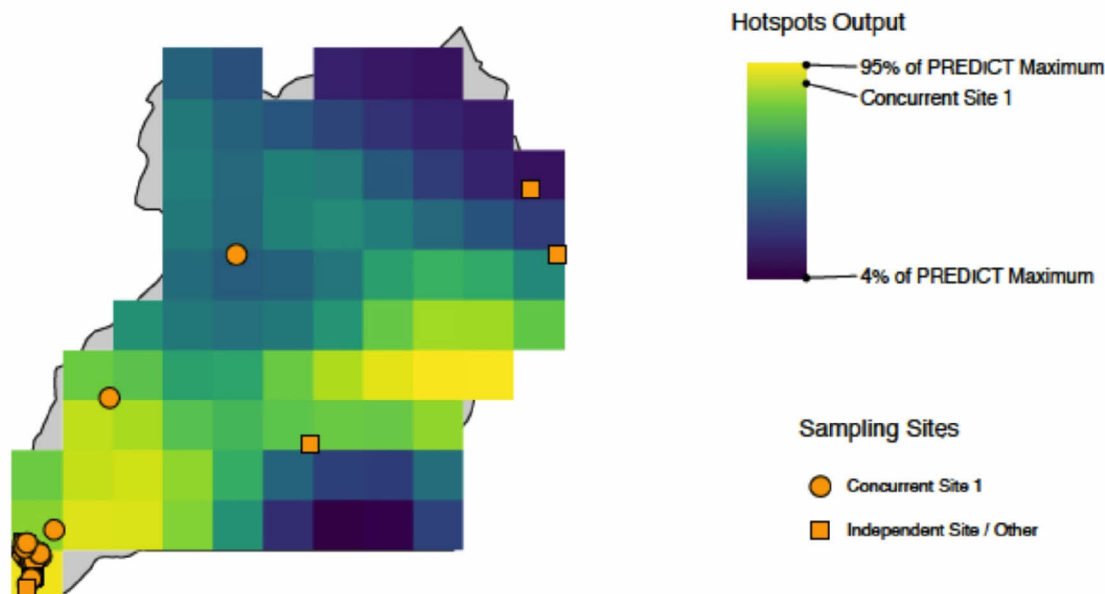 Hotspots Output
95% of PREDICT Maximum
Concurrent Site 1
4% of PREDICT Maximum
Sampling Sites
Concurrent Site 1
Independent Site / Other